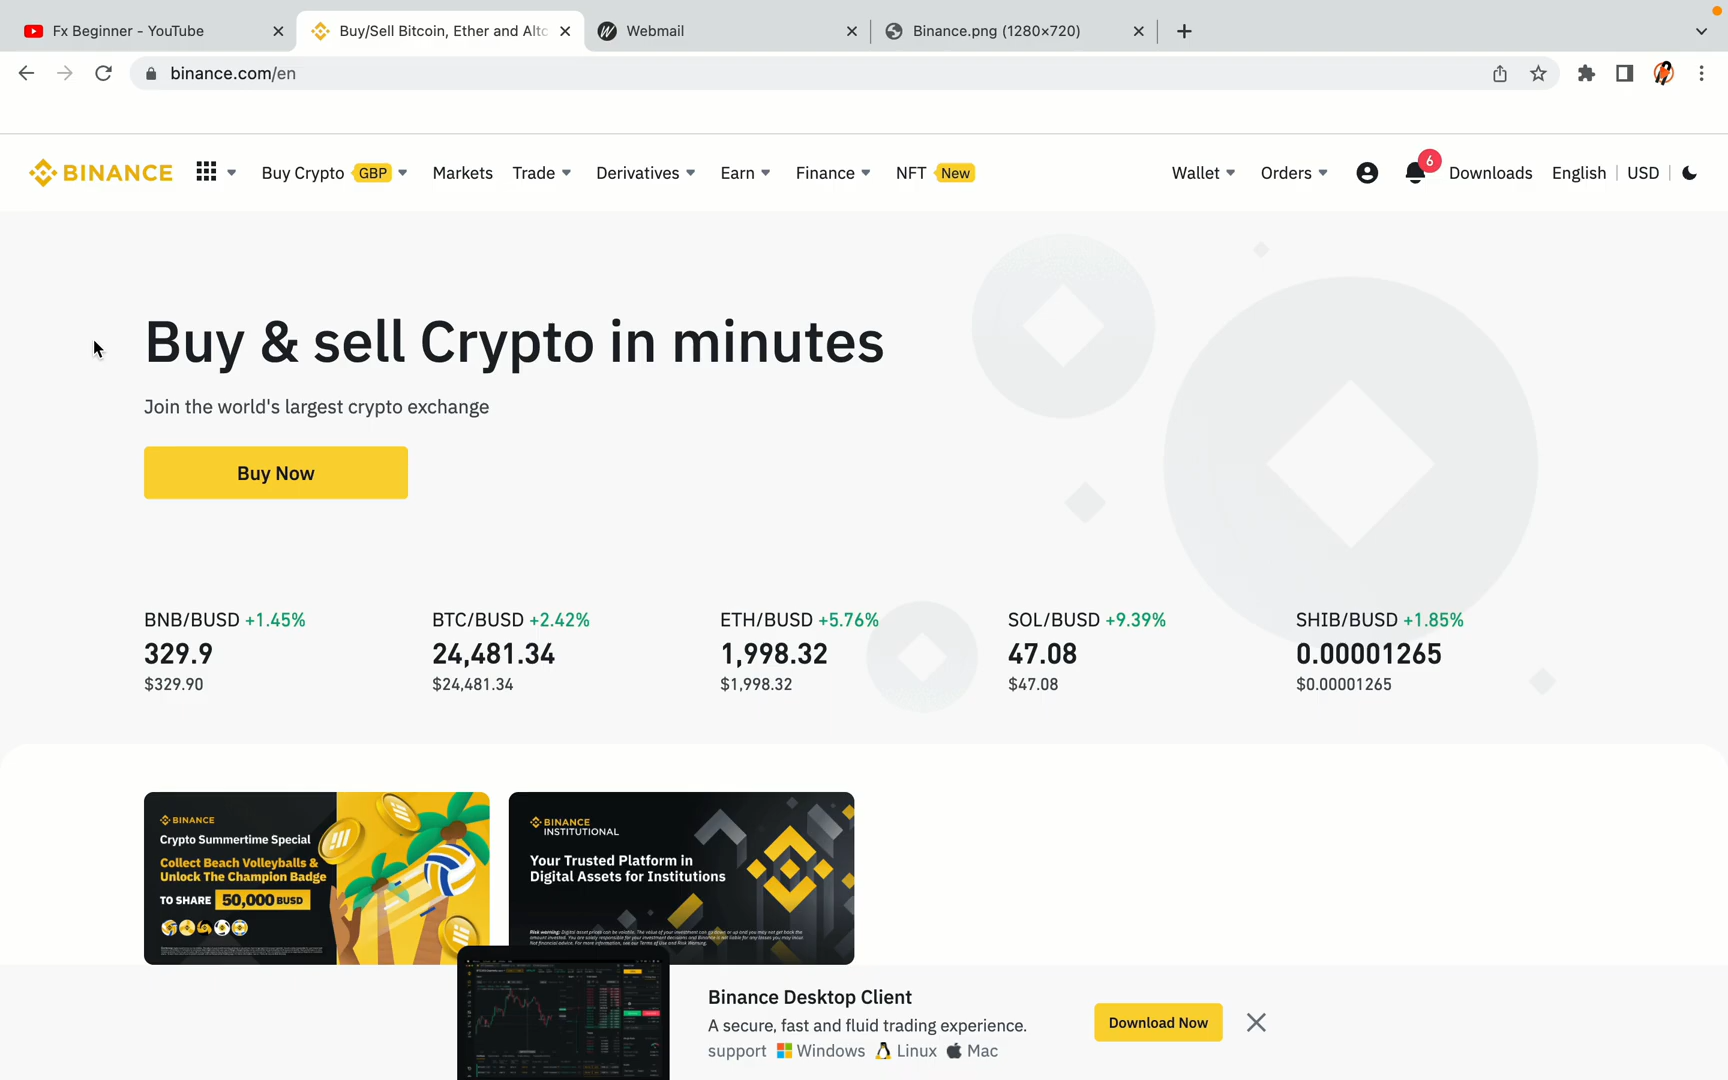 Fx Beginner - YouTube
Buy/Sell Bitcoin, Ether and Altc
Webmail
Binance.png (1280×720)
binance.com/en
BINANCE
Buy Crypto GBP
Markets
Trade
Derivatives
Earn
Finance
NFT New
Wallet
Orders
6
Downloads
English
USD
Buy & sell Crypto in minutes
Join the world's largest crypto exchange
Buy Now
BNB/BUSD +1.45%
329.9
$329.90
BTC/BUSD +2.42%
24,481.34
$24,481.34
ETH/BUSD +5.76%
1,998.32
$1,998.32
SOL/BUSD +9.39%
47.08
$47.08
SHIB/BUSD +1.85%
0.00001265
$0.00001265
BINANCE
Crypto Summertime Special
Collect Beach Volleyballs &
Unlock The Champion Badge
TO SHARE 50,000 BUSD
BINANCE
INSTITUTIONAL
Your Trusted Platform in
Digital Assets for Institutions
Binance Desktop Client
A secure, fast and fluid trading experience.
support Windows Linux Mac
Download Now